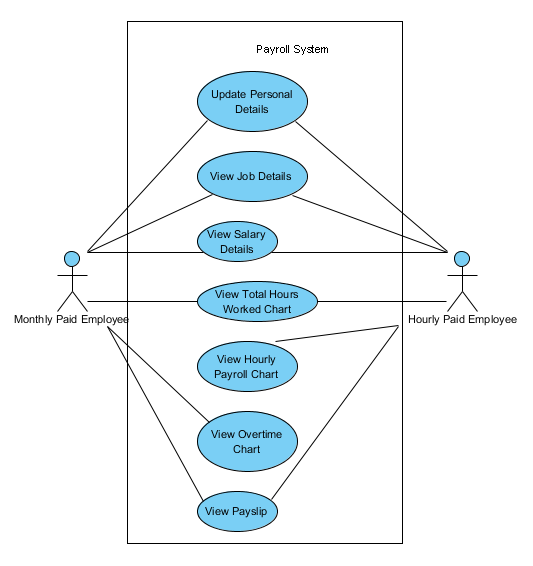 Payroll System
Update Personal
Details
View Job Details
View Salary
Details
View Total Hours
Worked Chart
Monthly Paid Employee
Hourly Paid Employee
View Hourly
Payroll Chart
View Overtime
Chart
View Payslip